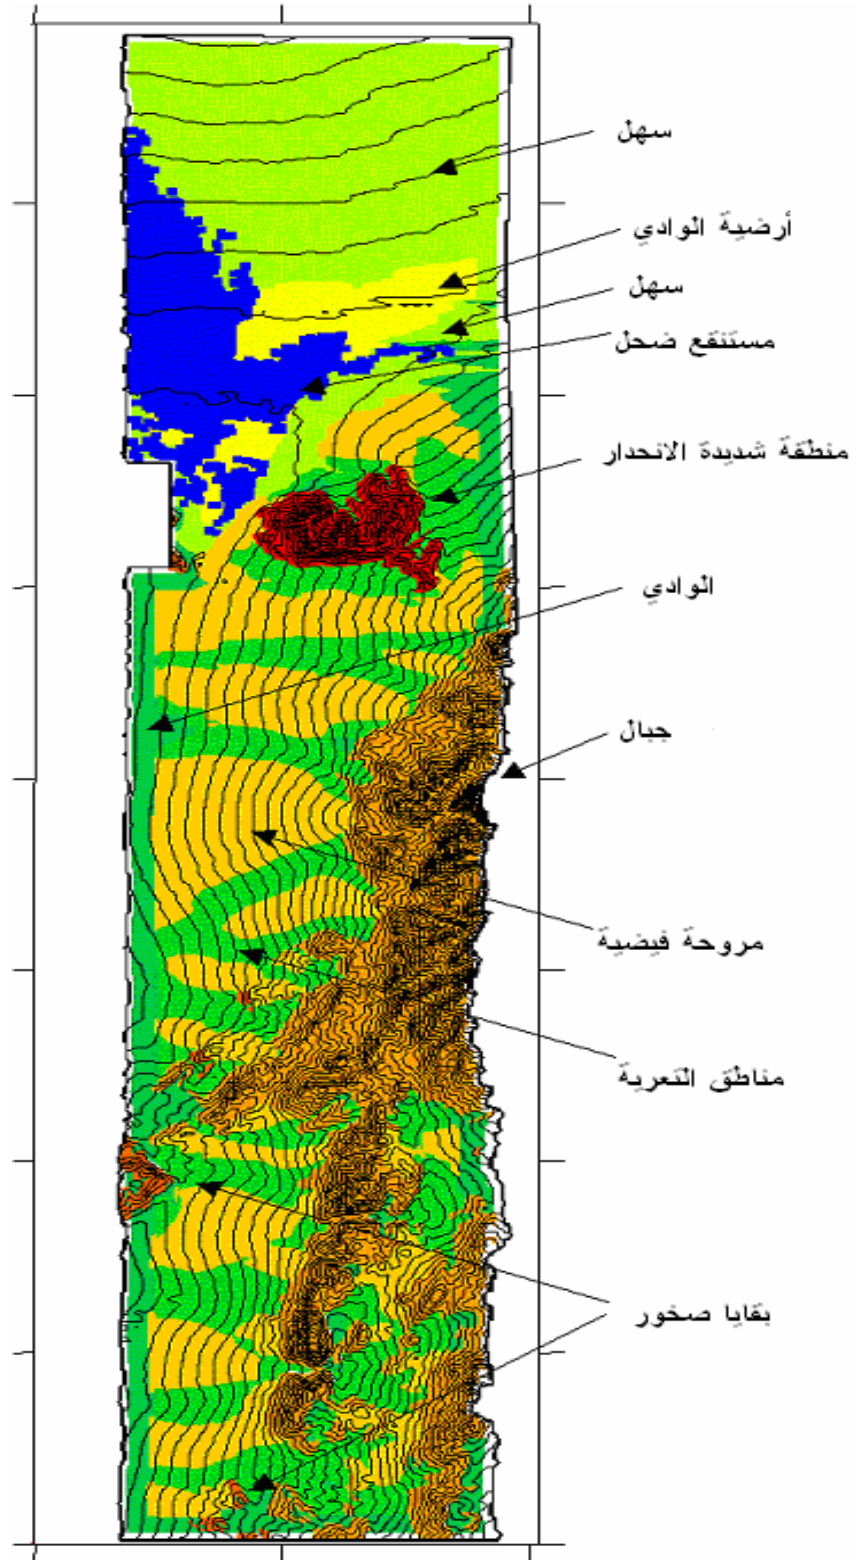 سهل
أرضية الوادي
سهل
مستنقع ضحل
منطقة شديدة الانحدار
الوادي
جبال
مروحة فيضية
مناطق التعرية
بقايا صخور